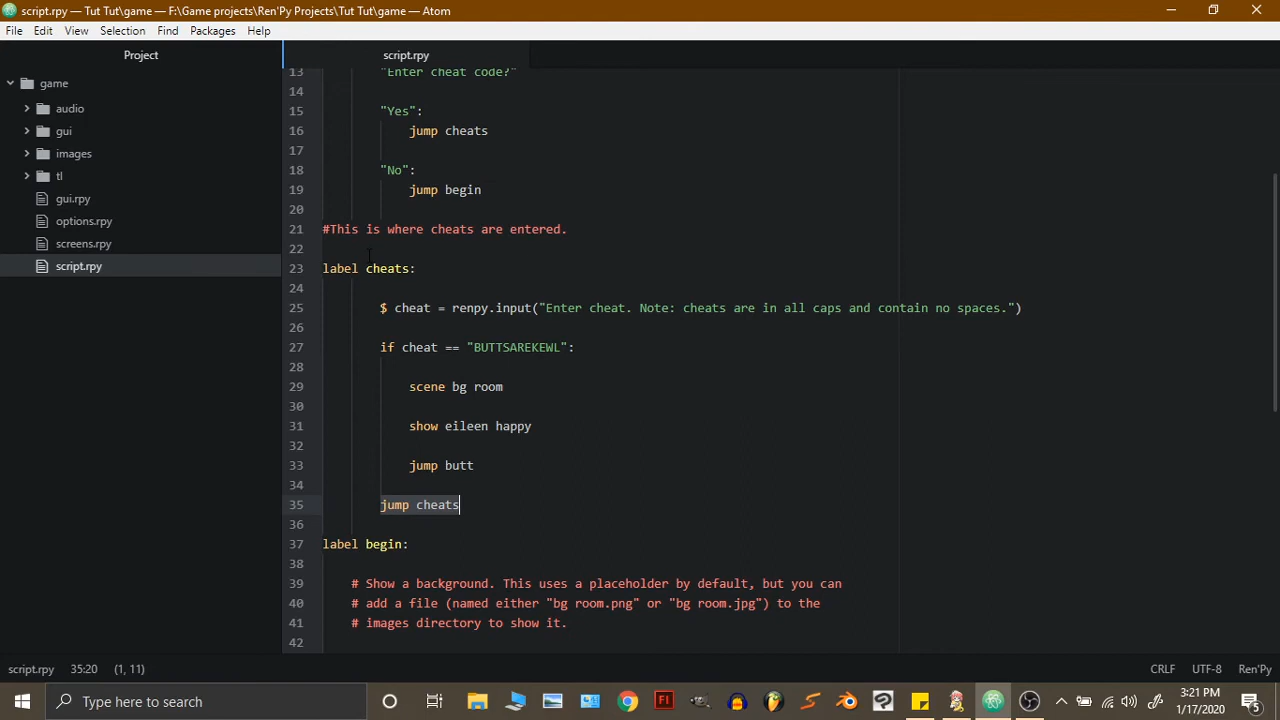 script.rpy — Tut Tut\game — F:\Game projects\Ren'Py Projects\Tut Tut\game — Atom
File Edit View Selection Find Packages Help
Project
script.rpy
game
audio
gui
images
tl
gui.rpy
options.rpy
screens.rpy
script.rpy
13 "Enter cheat code?"
14
15 "Yes":
16 jump cheats
17
18 "No":
19 jump begin
20
21 #This is where cheats are entered.
22
23 label cheats:
24
25 $ cheat = renpy.input("Enter cheat. Note: cheats are in all caps and contain no spaces.")
26
27 if cheat == "BUTTSAREKEWL":
28
29 scene bg room
30
31 show eileen happy
32
33 jump butt
34
35 jump cheats
36
37 label begin:
38
39 # Show a background. This uses a placeholder by default, but you can
40 # add a file (named either "bg room.png" or "bg room.jpg") to the
41 # images directory to show it.
42
script.rpy 35:20 (1, 11) CRLF UTF-8 Ren'Py
Type here to search
3:21 PM
1/17/2020
5